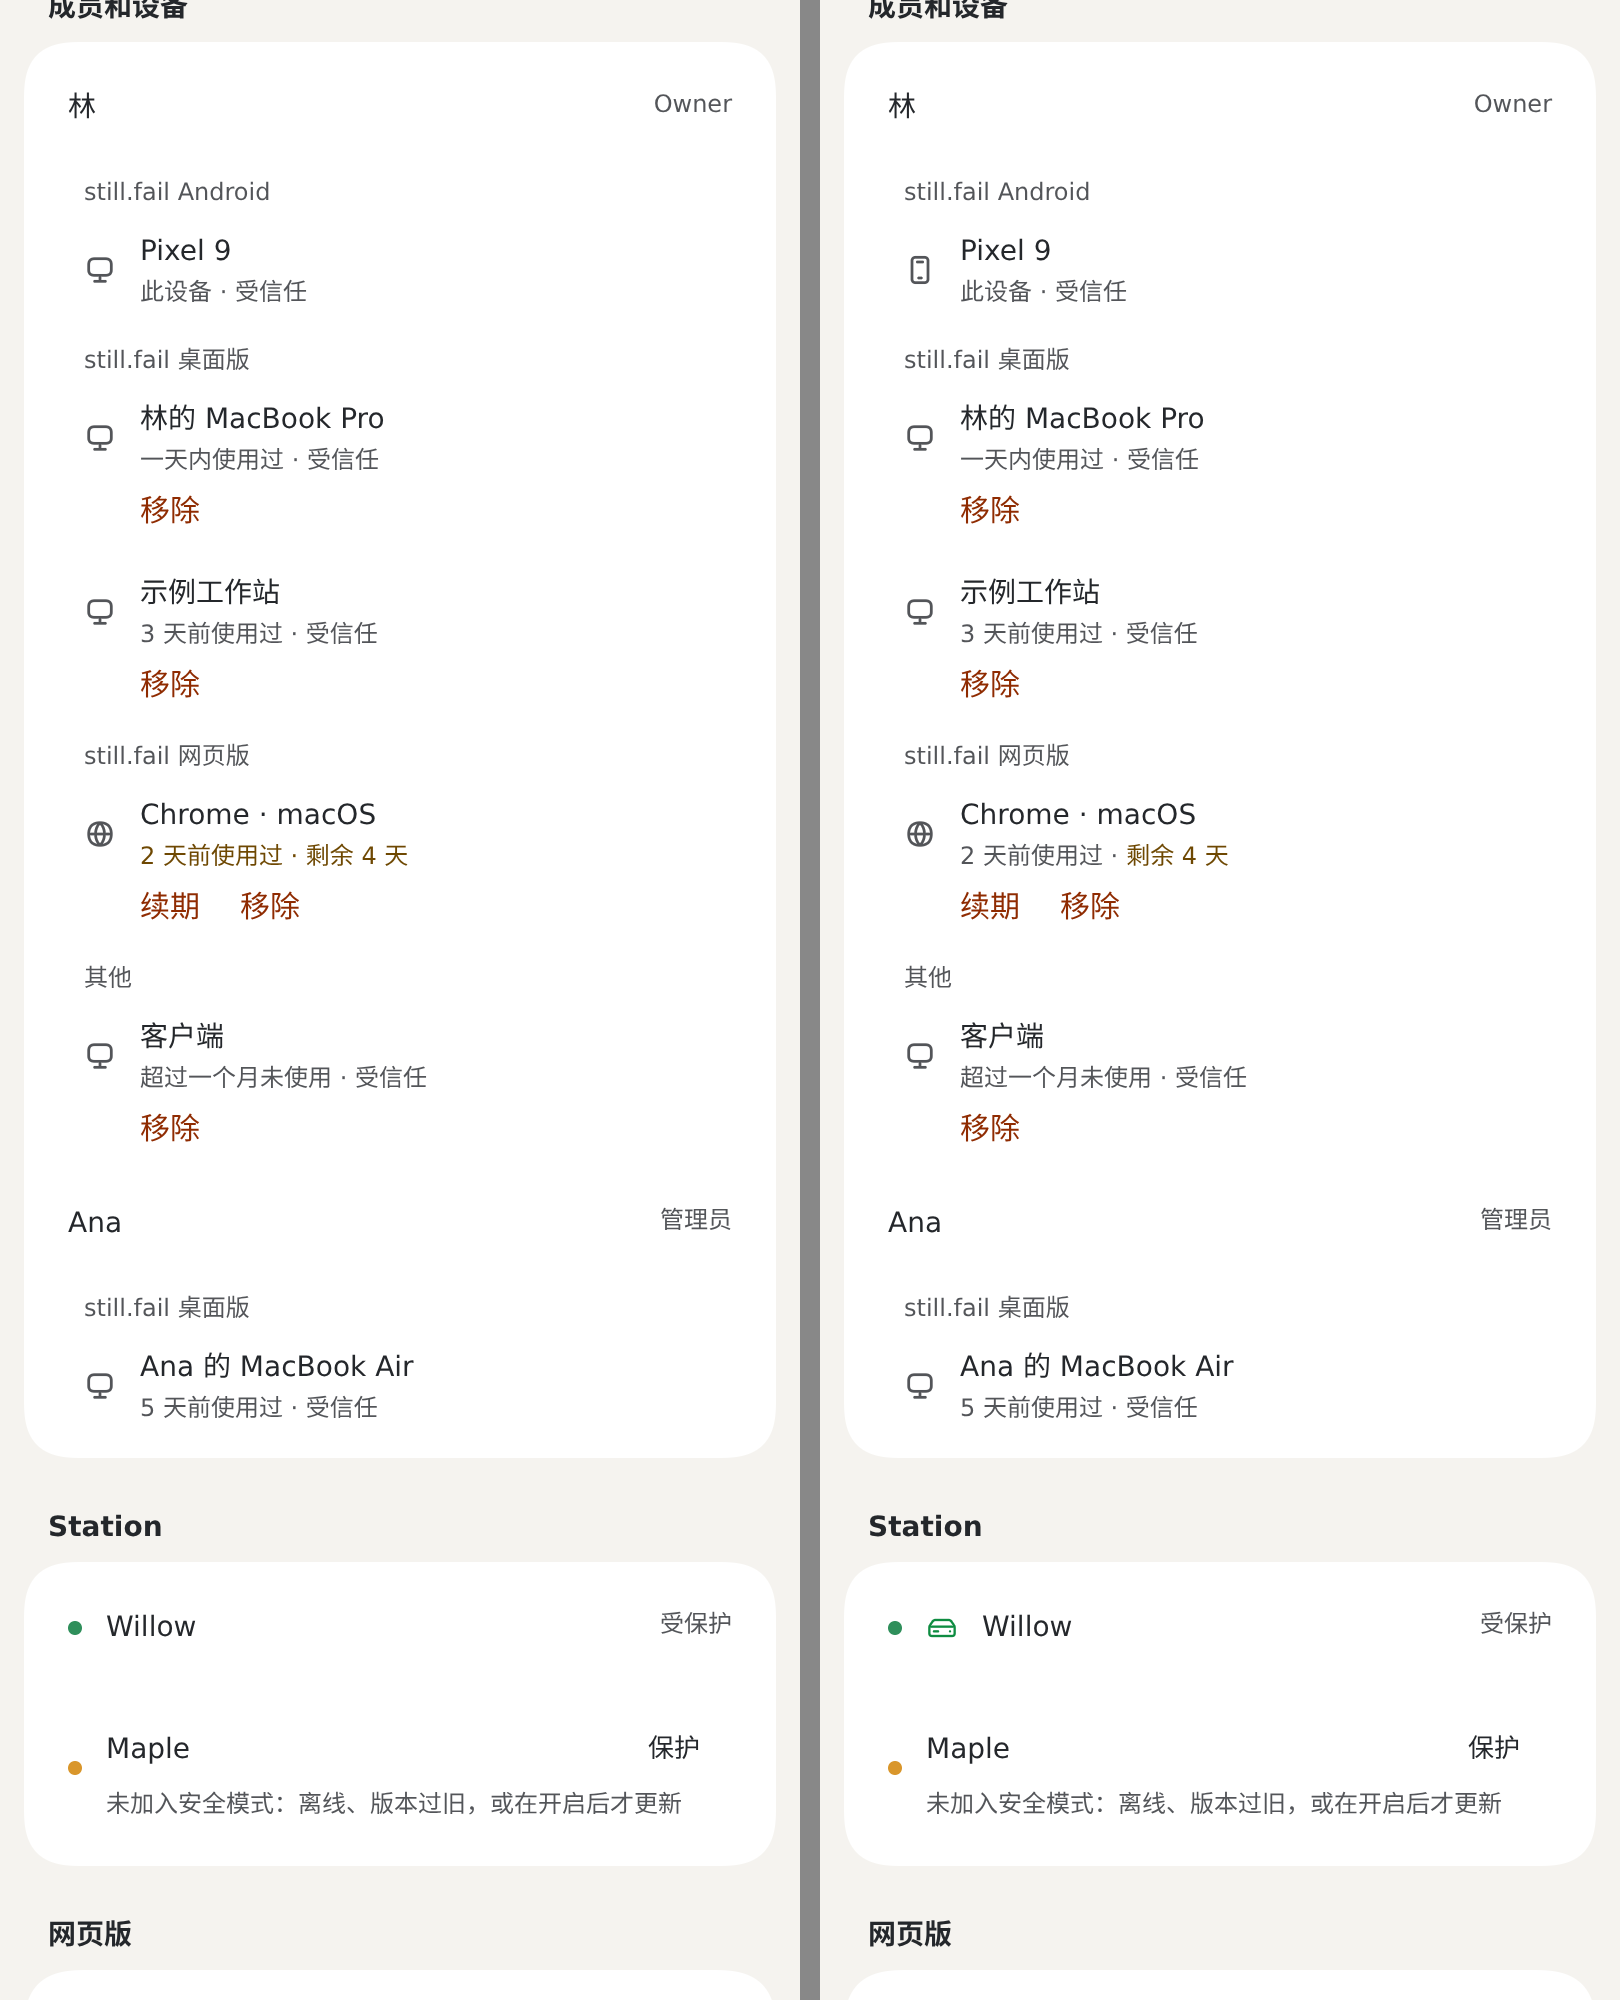 成员和设备
林 Owner
still.fail Android
Pixel 9
此设备 · 受信任
still.fail 桌面版
林的 MacBook Pro
一天内使用过 · 受信任
移除
示例工作站
3 天前使用过 · 受信任
移除
still.fail 网页版
Chrome · macOS
2 天前使用过 · 剩余 4 天
续期 移除
其他
客户端
超过一个月未使用 · 受信任
移除
Ana 管理员
still.fail 桌面版
Ana 的 MacBook Air
5 天前使用过 · 受信任
Station
Willow 受保护
Maple 保护
未加入安全模式：离线、版本过旧，或在开启后才更新
网页版
成员和设备
林 Owner
still.fail Android
Pixel 9
此设备 · 受信任
still.fail 桌面版
林的 MacBook Pro
一天内使用过 · 受信任
移除
示例工作站
3 天前使用过 · 受信任
移除
still.fail 网页版
Chrome · macOS
2 天前使用过 · 剩余 4 天
续期 移除
其他
客户端
超过一个月未使用 · 受信任
移除
Ana 管理员
still.fail 桌面版
Ana 的 MacBook Air
5 天前使用过 · 受信任
Station
Willow 受保护
Maple 保护
未加入安全模式：离线、版本过旧，或在开启后才更新
网页版